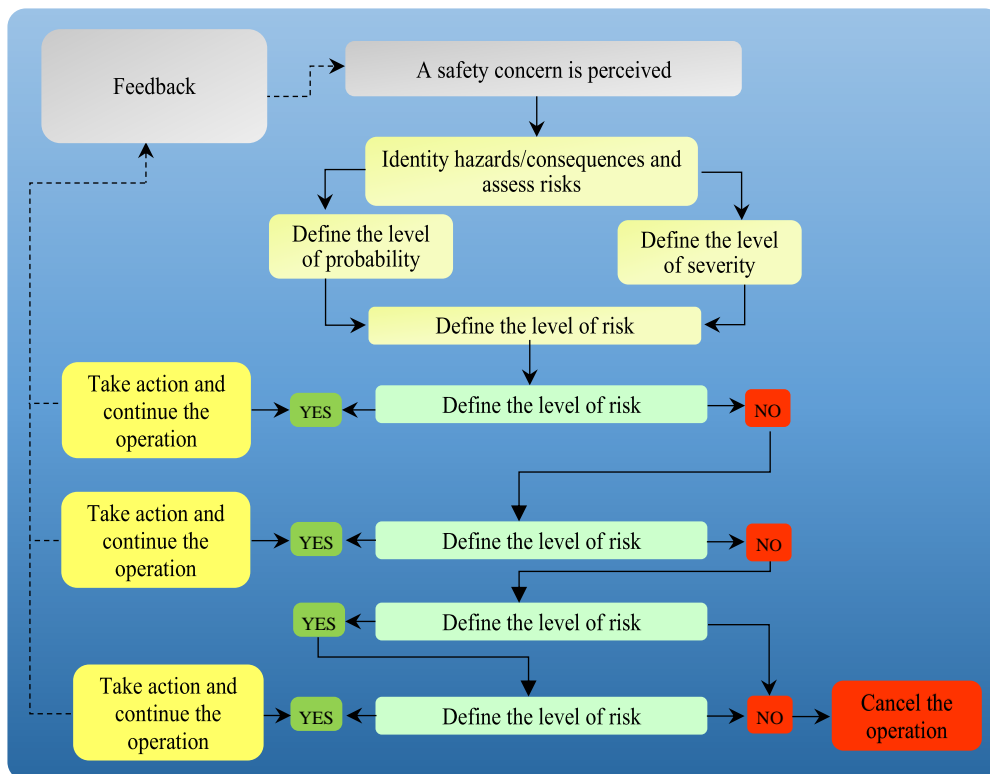 Feedback
A safety concern is perceived
Identity hazards/consequences and
assess risks
Define the level
of probability
Define the level
of severity
Define the level of risk
Take action and
continue the
operation
YES
Define the level of risk
NO
Take action and
continue the
operation
YES
Define the level of risk
NO
YES
Define the level of risk
Take action and
continue the
operation
YES
Define the level of risk
NO
Cancel the
operation